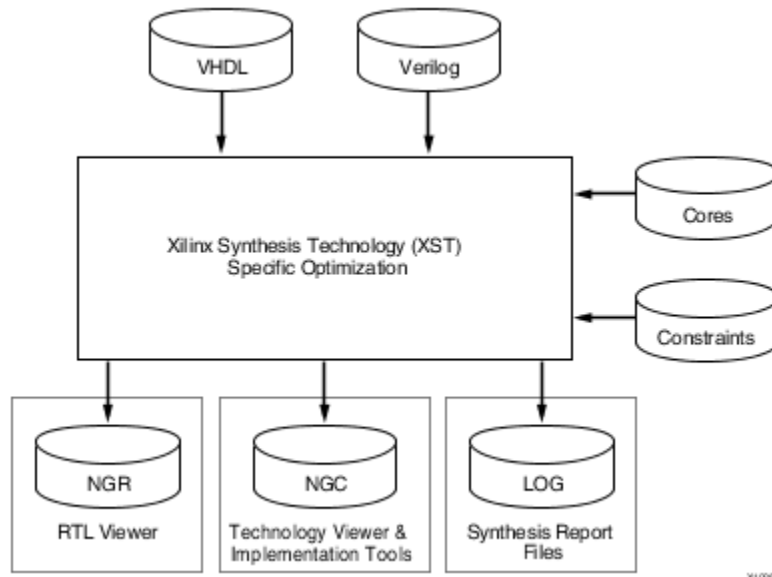 VHDL
Verilog
Xilinx Synthesis Technology (XST)
Specific Optimization
Cores
Constraints
NGR
NGC
LOG
RTL Viewer
Technology Viewer &
Implementation Tools
Synthesis Report
Files